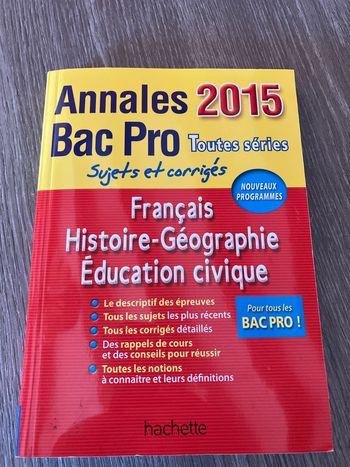 Annales 2015
Bac Pro Toutes séries
Sujets et corrigés
NOUVEAUX
PROGRAMMES
Français
Histoire-Géographie
Éducation civique
Le descriptif des épreuves
Tous les sujets les plus récents
Tous les corrigés détaillés
Des rappels de cours
et des conseils pour réussir
Toutes les notions
à connaitre et leurs définitions
Pour tous les
BAC PRO !
hachette